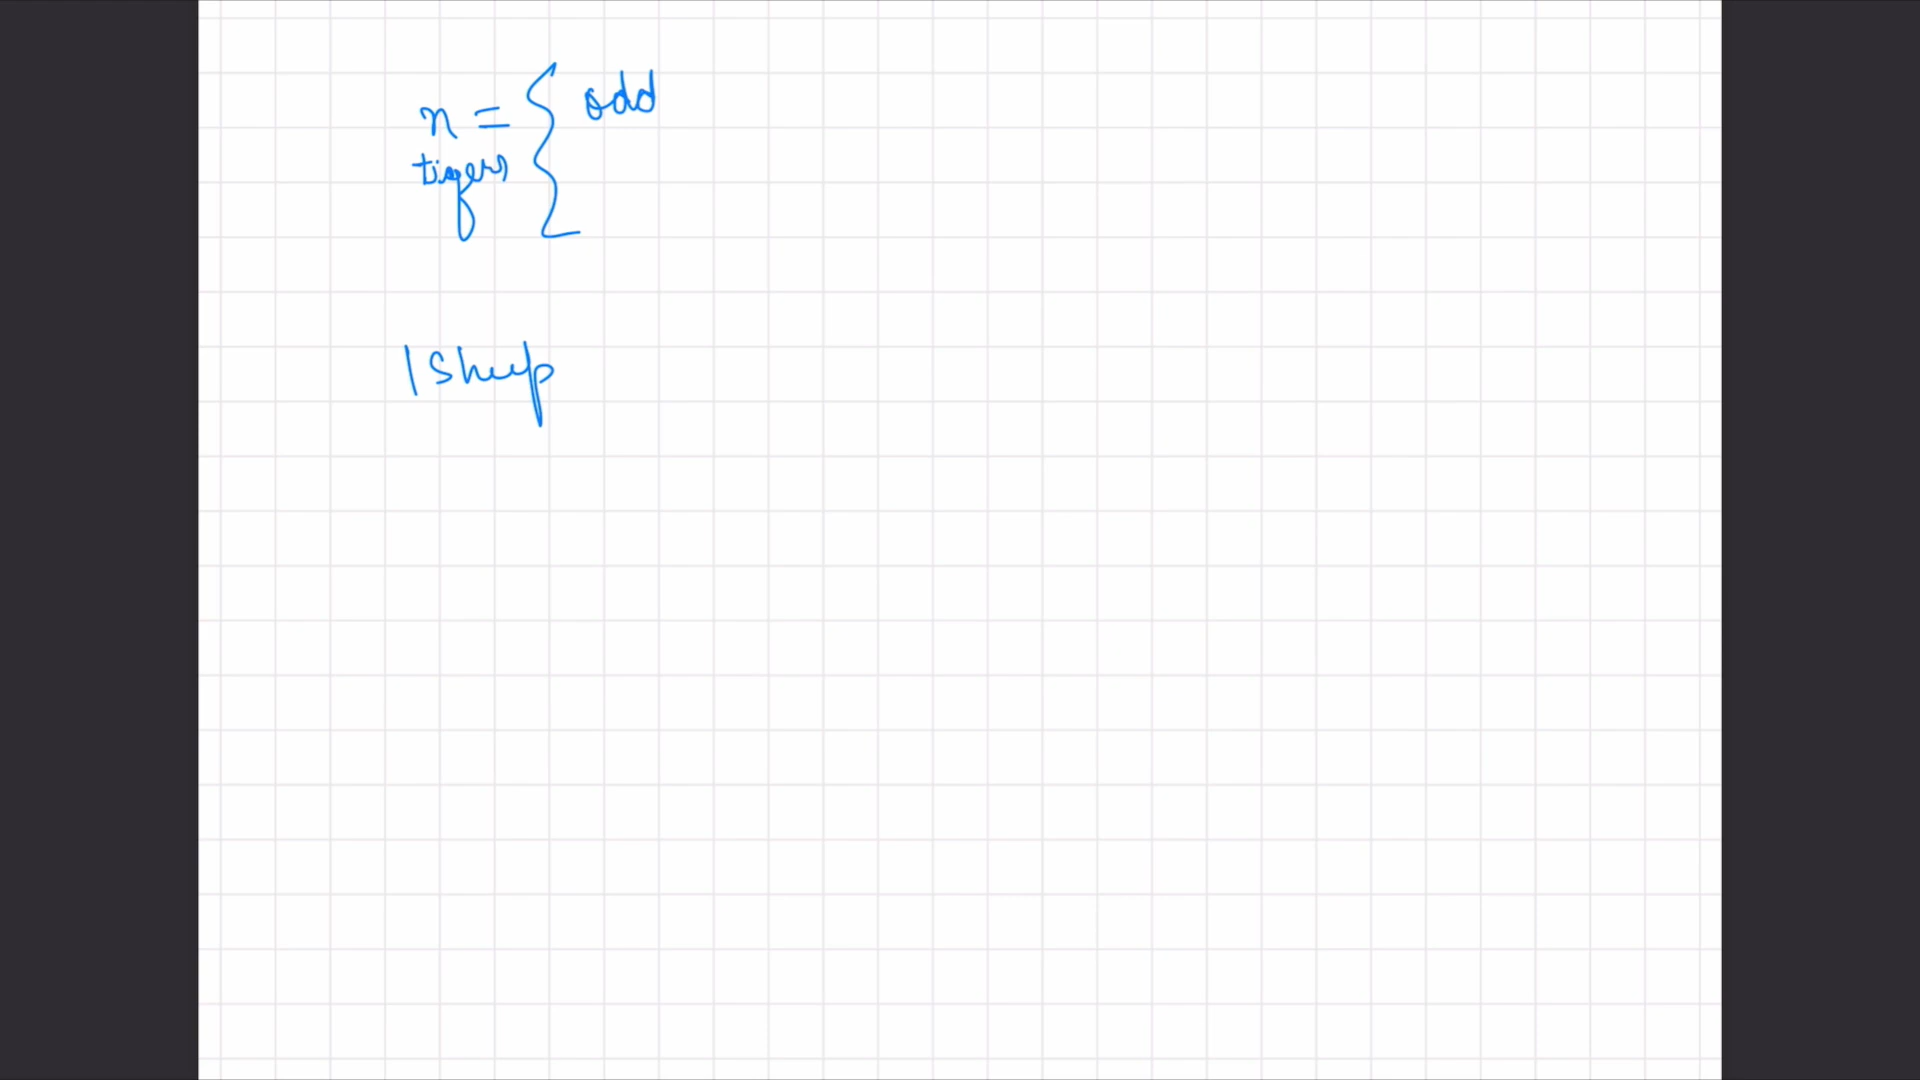 n = { odd
tigers
1 Sheep